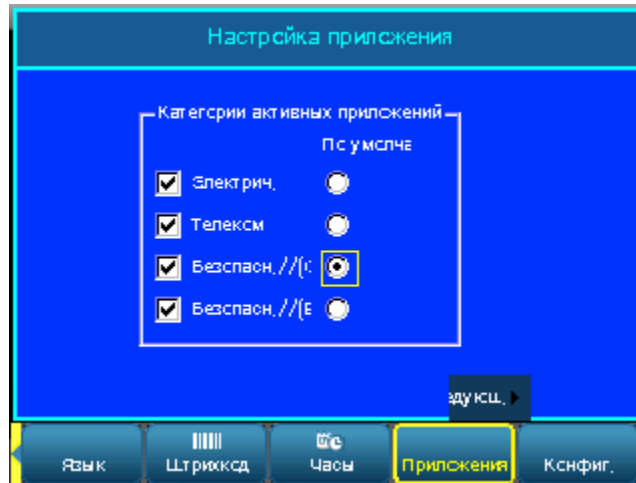 Настройка приложения
Категории активных приложений
По умолча
Электрич.
Телеком
Безопасн.//(С
Безопасн.//(Е
едующ.
Язык
Штрихкод
Часы
Приложения
Конфиг.